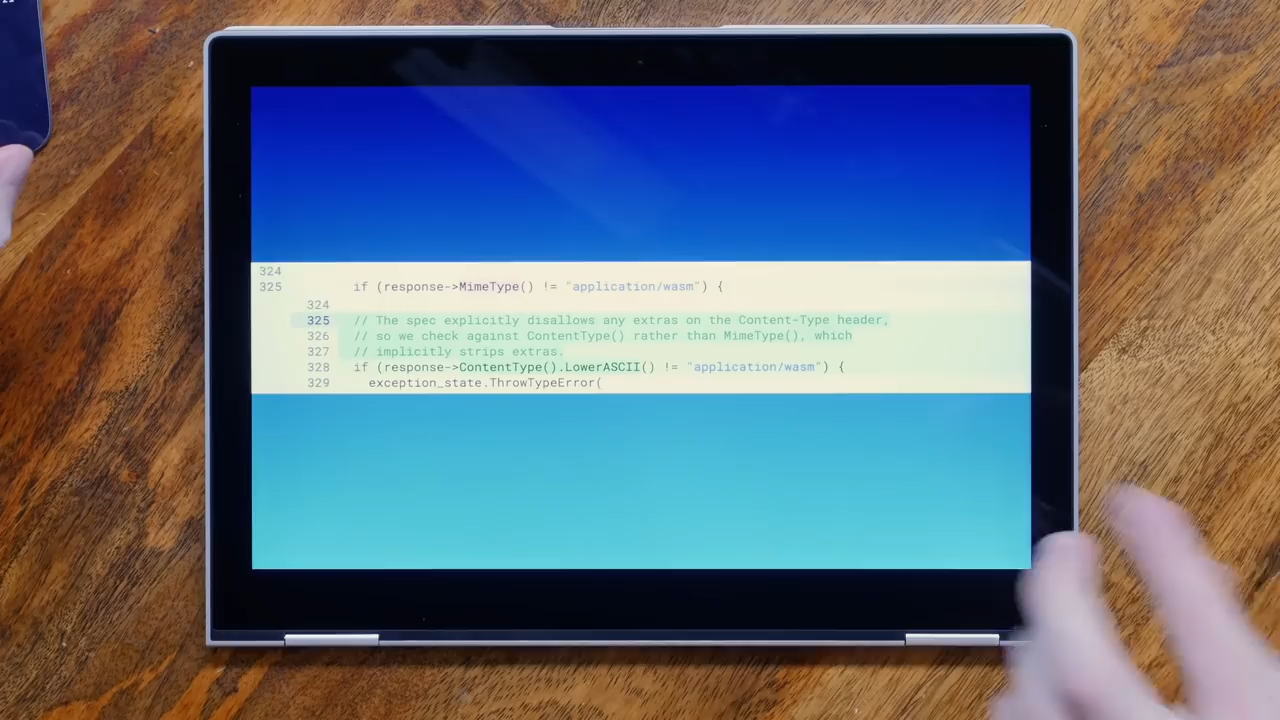 324
325 if (response->MimeType() != "application/wasm") {
324
325 // The spec explicitly disallows any extras on the Content-Type header,
326 // so we check against ContentType() rather than MimeType(), which
327 // implicitly strips extras.
328 if (response->ContentType().LowerASCII() != "application/wasm") {
329 exception_state.ThrowTypeError(